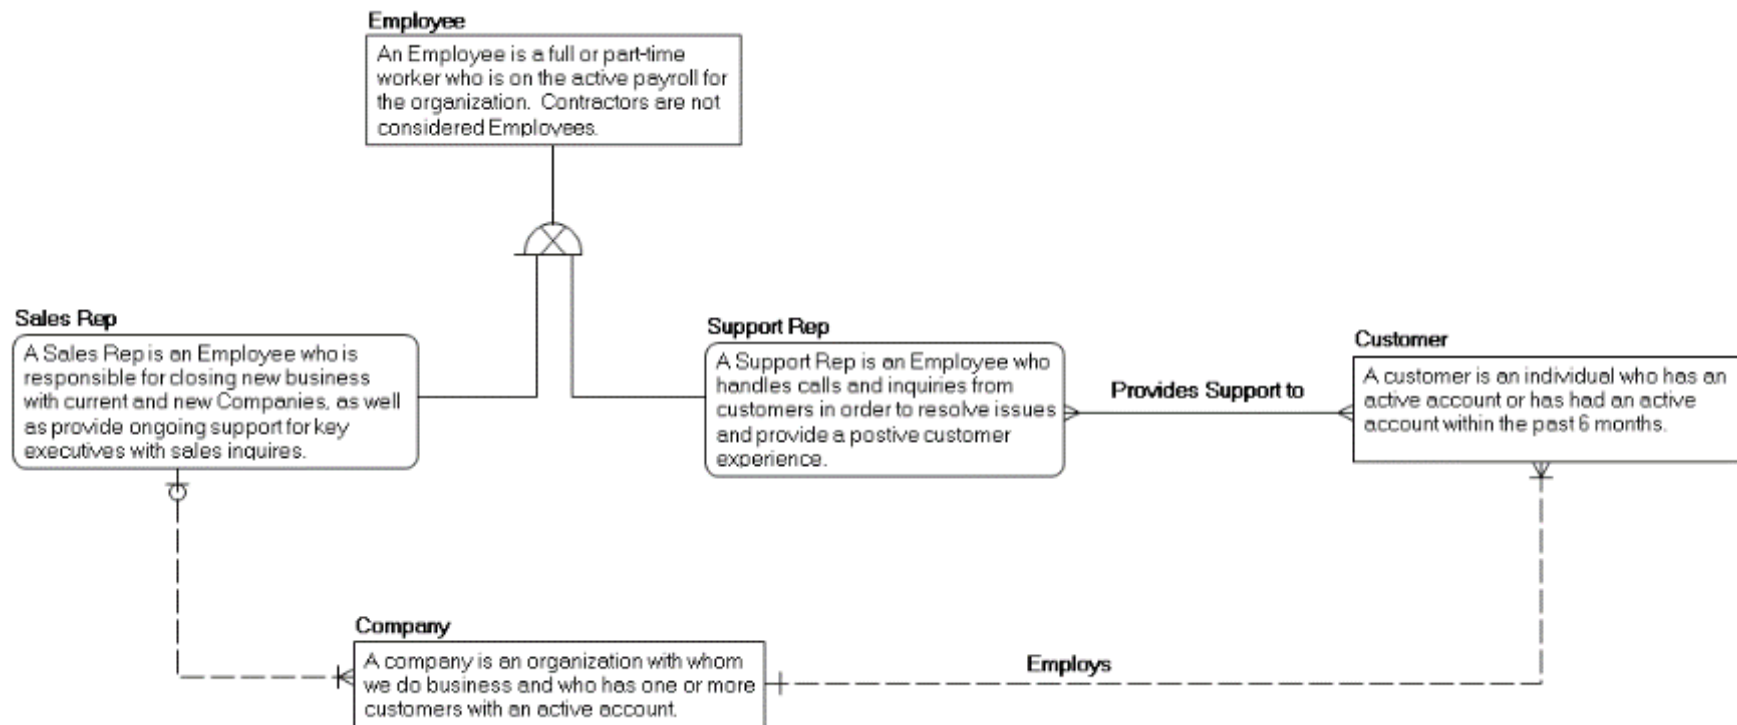 Employee
An Employee is a full or part-time
worker who is on the active payroll for
the organization. Contractors are not
considered Employees.
Sales Rep
A Sales Rep is an Employee who is
responsible for closing new business
with current and new Companies, as well
as provide ongoing support for key
executives with sales inquires.
Support Rep
A Support Rep is an Employee who
handles calls and inquiries from
customers in order to resolve issues
and provide a postive customer
experience.
Provides Support to
Customer
A customer is an individual who has an
active account or has had an active
account within the past 6 months.
Company
A company is an organization with whom
we do business and who has one or more
customers with an active account.
Employs